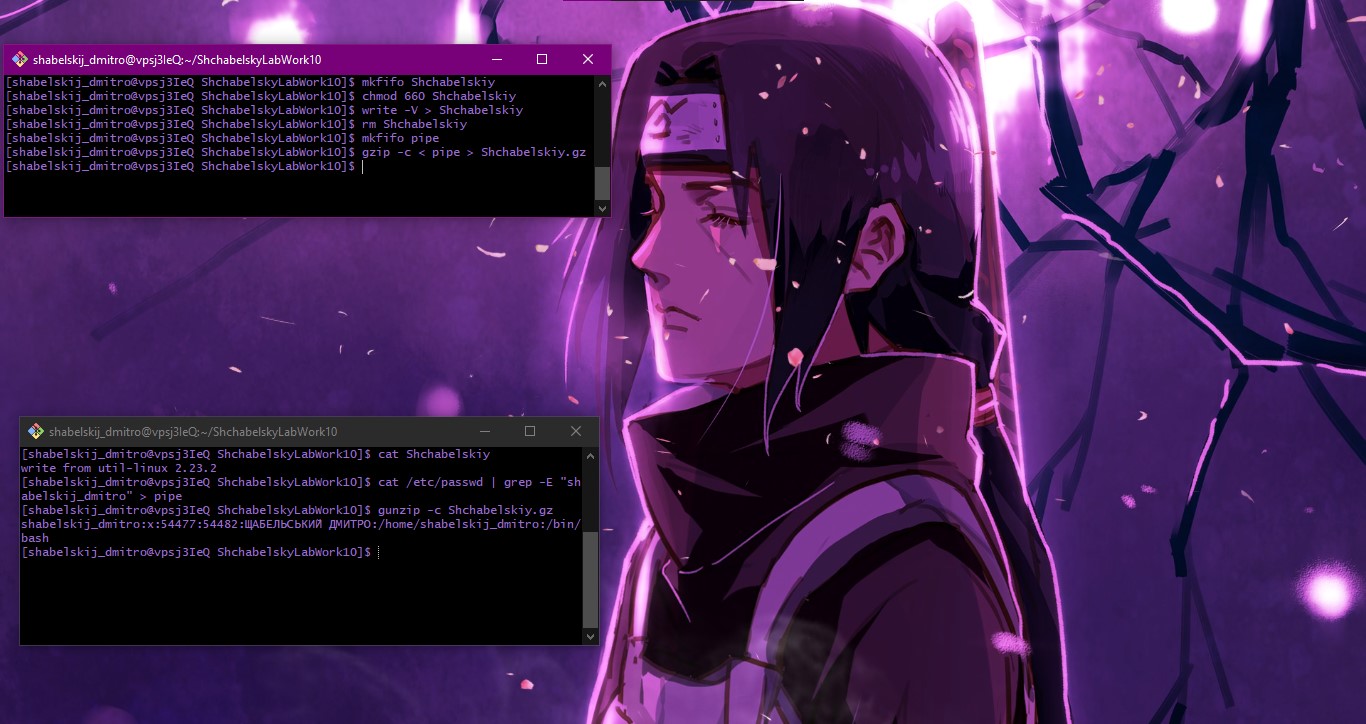 shabelskij_dmitro@vpsj3IeQ:~/ShchabelskyLabWork10
[shabelskij_dmitro@vpsj3IeQ ShchabelskyLabWork10]$ mkfifo Shchabelskiy
[shabelskij_dmitro@vpsj3IeQ ShchabelskyLabWork10]$ chmod 660 Shchabelskiy
[shabelskij_dmitro@vpsj3IeQ ShchabelskyLabWork10]$ write -V > Shchabelskiy
[shabelskij_dmitro@vpsj3IeQ ShchabelskyLabWork10]$ rm Shchabelskiy
[shabelskij_dmitro@vpsj3IeQ ShchabelskyLabWork10]$ mkfifo pipe
[shabelskij_dmitro@vpsj3IeQ ShchabelskyLabWork10]$ gzip -c < pipe > Shchabelskiy.gz
[shabelskij_dmitro@vpsj3IeQ ShchabelskyLabWork10]$
shabelskij_dmitro@vpsj3IeQ:~/ShchabelskyLabWork10
[shabelskij_dmitro@vpsj3IeQ ShchabelskyLabWork10]$ cat Shchabelskiy
write from util-linux 2.23.2
[shabelskij_dmitro@vpsj3IeQ ShchabelskyLabWork10]$ cat /etc/passwd | grep -E "sh
abelskij_dmitro" > pipe
[shabelskij_dmitro@vpsj3IeQ ShchabelskyLabWork10]$ gunzip -c Shchabelskiy.gz
shabelskij_dmitro:x:54477:54482:ЩАБЕЛЬСЬКИЙ ДМИТРО:/home/shabelskij_dmitro:/bin/
bash
[shabelskij_dmitro@vpsj3IeQ ShchabelskyLabWork10]$